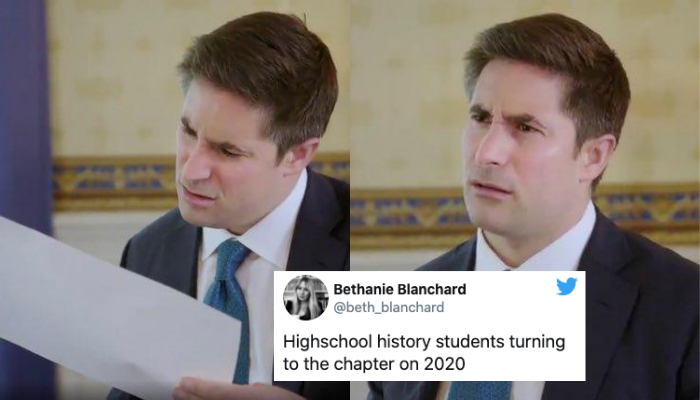 Bethanie Blanchard
@beth_blanchard
Highschool history students turning
to the chapter on 2020